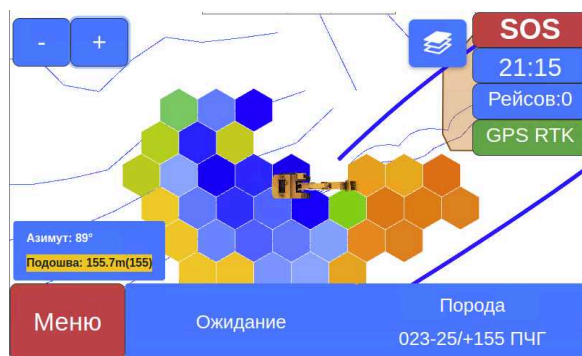 -
+
SOS
21:15
Рейсов:0
GPS RTK
Азимут: 89°
Подошва: 155.7m(155)
Меню
Ожидание
Порода
023-25/+155 ПЧГ